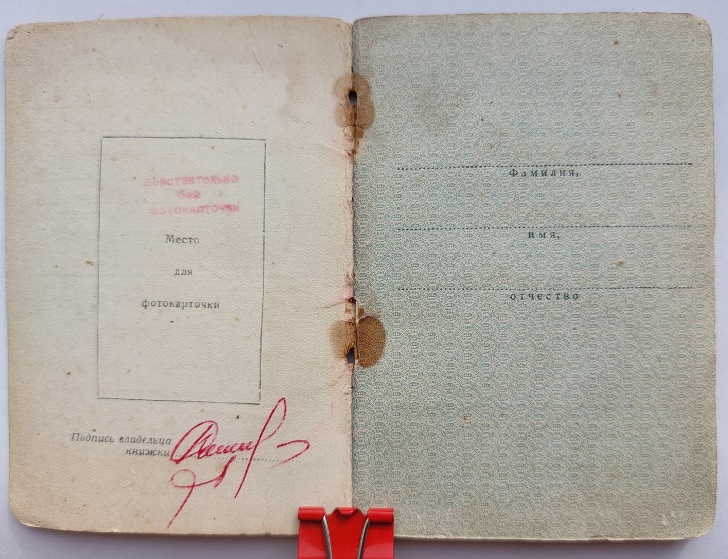 действительно
без
фотокарточки
Место
для
фотокарточки
Подпись владельца
книжки
Фамилия,
имя,
отчество